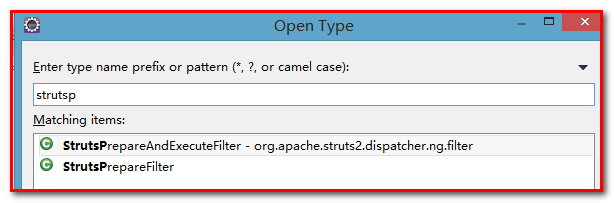 Open Type
Enter type name prefix or pattern (*, ?, or camel case):
strutsp
Matching items:
StrutsPrepareAndExecuteFilter - org.apache.struts2.dispatcher.ng.filter
StrutsPrepareFilter